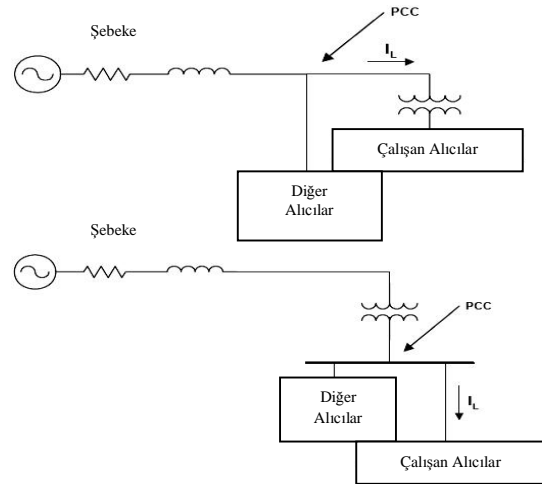 PCC
Şebeke
I_L
Çalışan Alıcılar
Diğer
Alıcılar
Şebeke
PCC
Diğer
Alıcılar
I_L
Çalışan Alıcılar